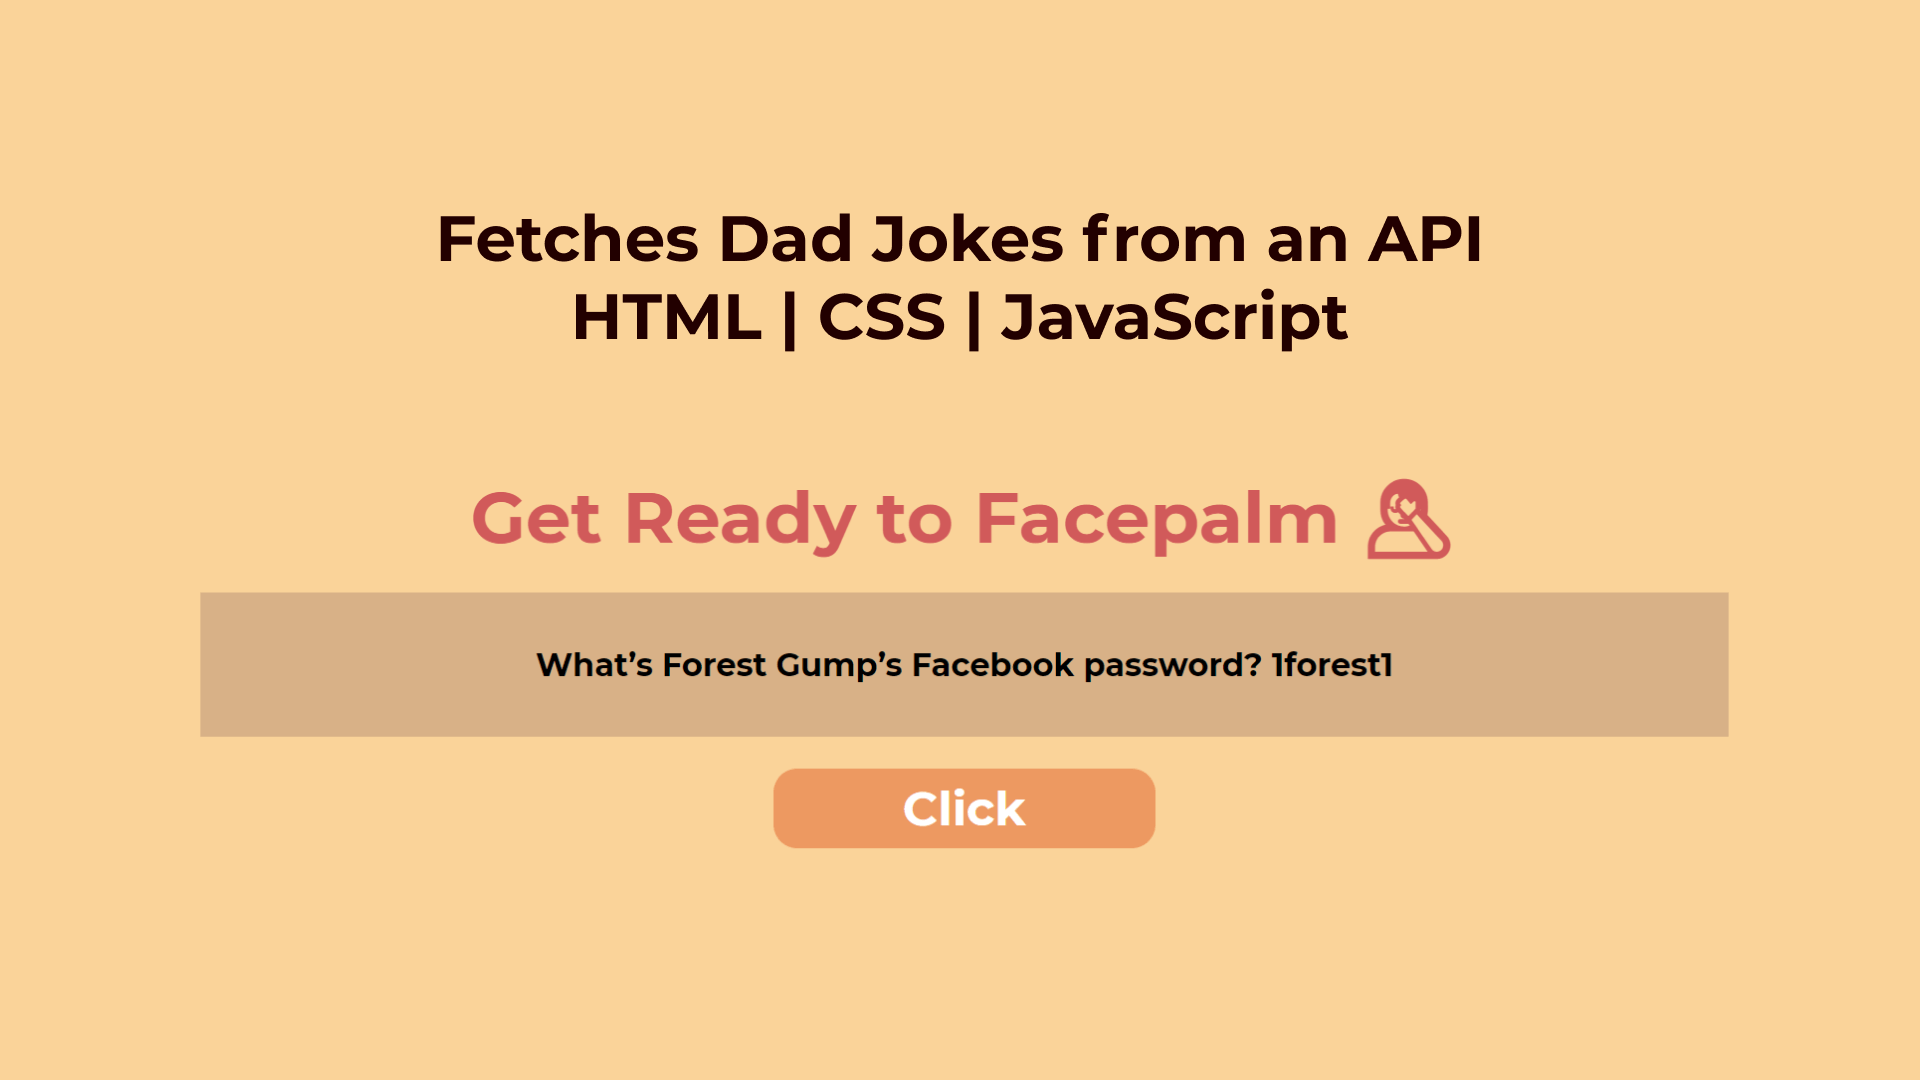 Fetches Dad Jokes from an API
HTML | CSS | JavaScript
Get Ready to Facepalm
What’s Forest Gump’s Facebook password? 1forest1
Click